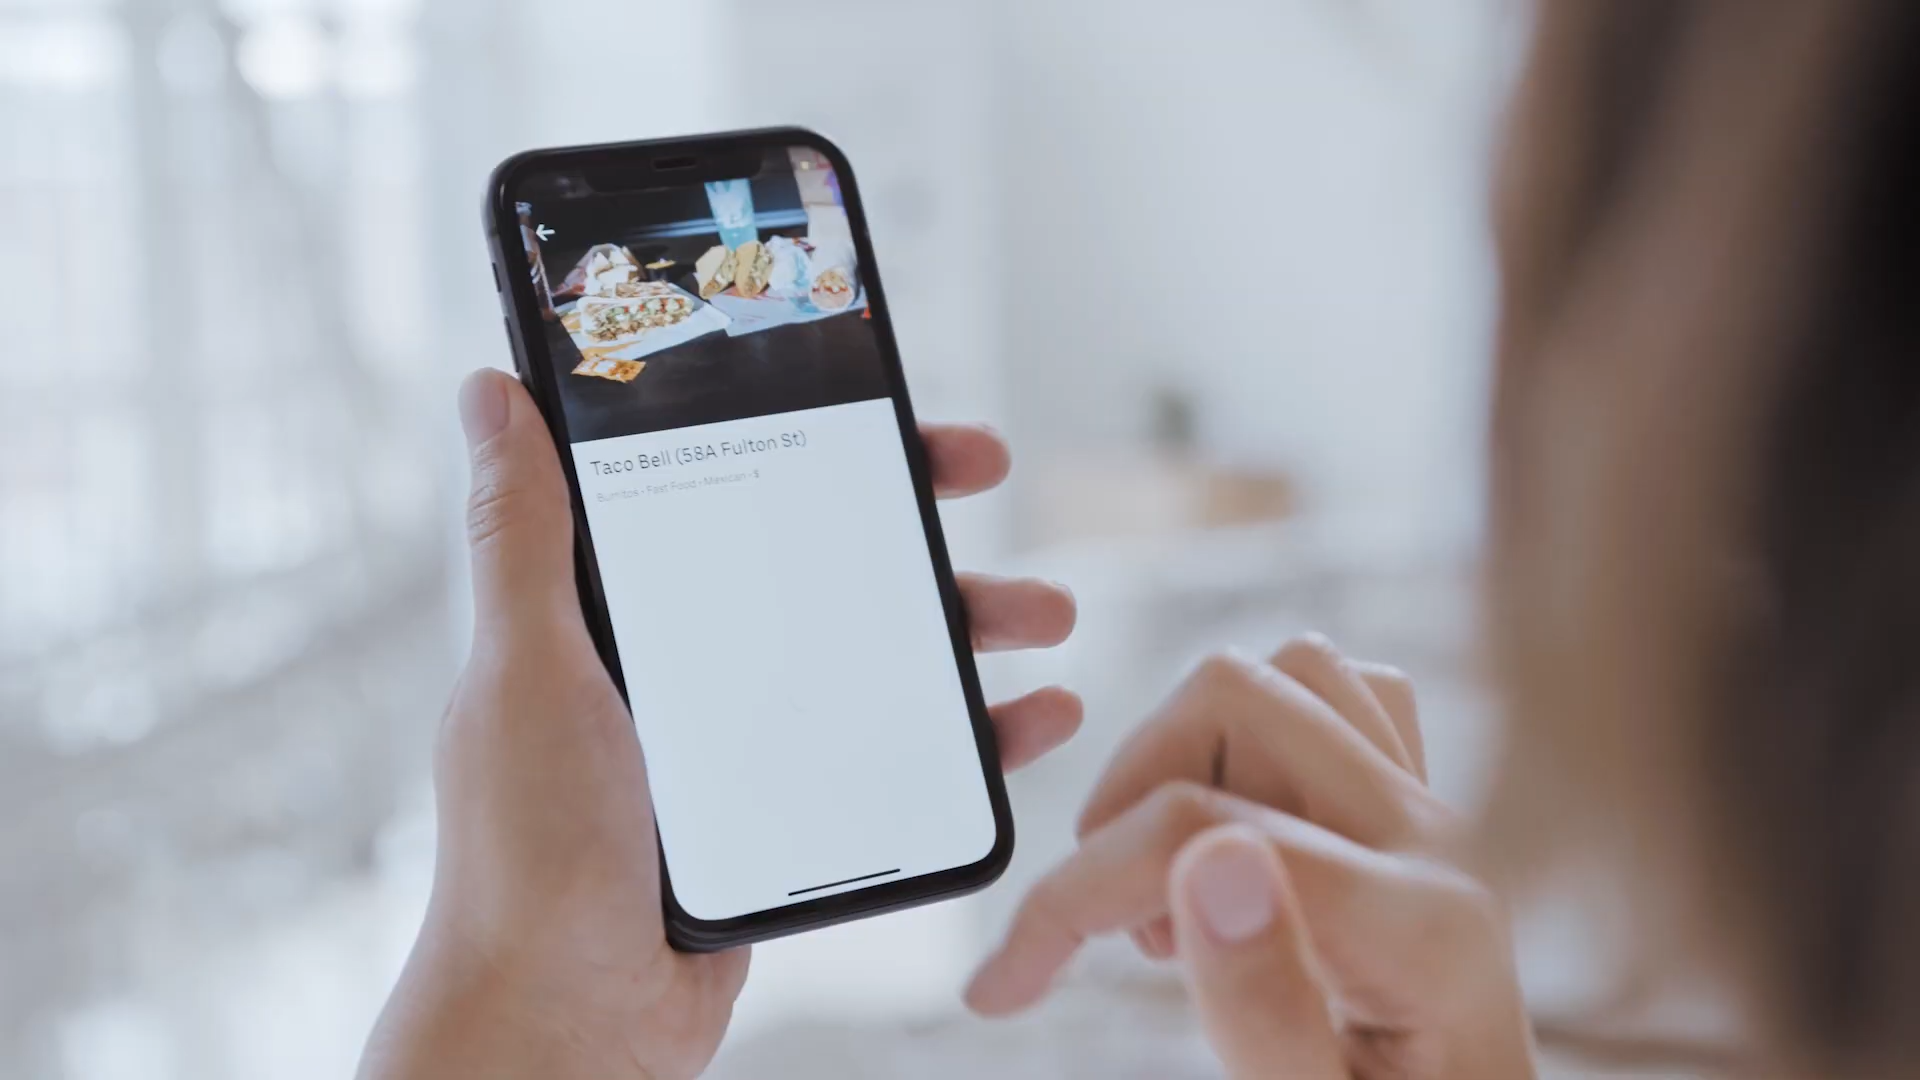 Taco Bell (58A Fulton St)
Burritos • Fast Food • Mexican • $